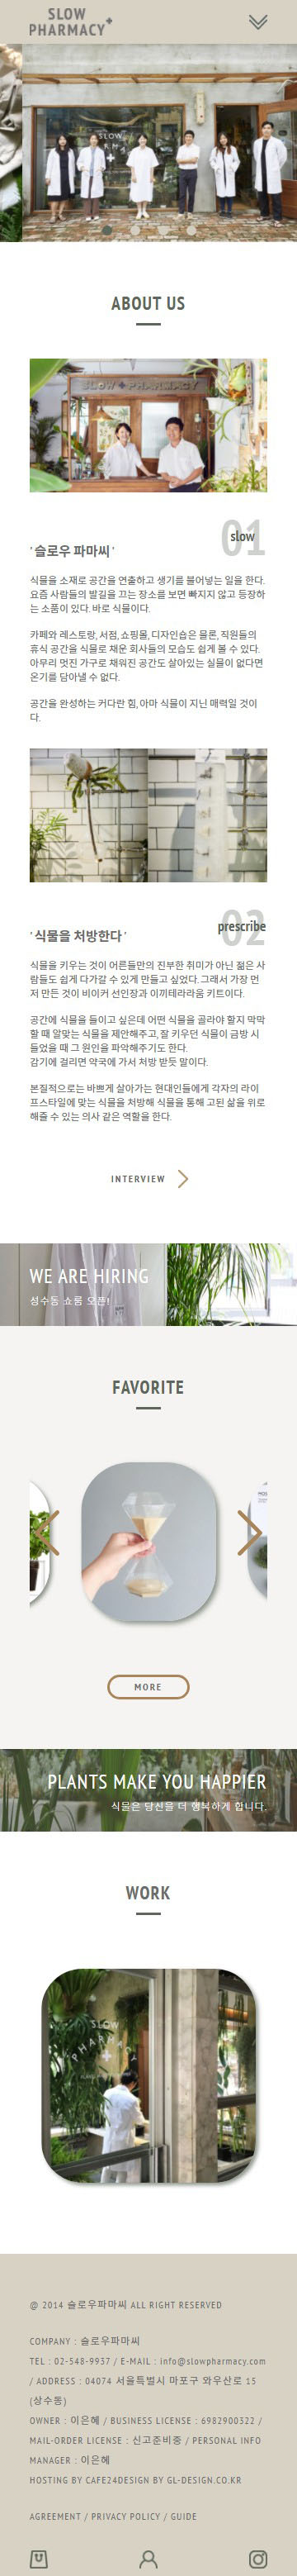 SLOW
PHARMACY+
SLOW
ABOUT US
SLOW PHARMACY
01
slow
' 슬로우 파마씨 '
식물을 소재로 공간을 연출하고 생기를 불어넣는 일을 한다.
요즘 사람들의 발길을 끄는 장소를 보면 빠지지 않고 등장하
는 소품이 있다. 바로 식물이다.
카페와 레스토랑, 서점, 쇼핑몰, 디자인숍은 물론, 직원들의
휴식 공간을 식물로 채운 회사들의 모습도 쉽게 볼 수 있다.
아무리 멋진 가구로 채워진 공간도 살아있는 실물이 없다면
온기를 담아낼 수 없다.
공간을 완성하는 커다란 힘, 아마 식물이 지닌 매력일 것이
다.
02
prescribe
' 식물을 처방한다 '
식물을 키우는 것이 어른들만의 진부한 취미가 아닌 젊은 사
람들도 쉽게 다가갈 수 있게 만들고 싶었다. 그래서 가장 먼
저 만든 것이 비이커 선인장과 이끼테라라움 키트이다.
공간에 식물을 들이고 싶은데 어떤 식물을 골라야 할지 막막
할 때 알맞는 식물을 제안해주고, 잘 키우던 식물이 금방 시
들었을 때 그 원인을 파악해주기도 한다.
감기에 걸리면 약국에 가서 처방 받듯 말이다.
본질적으로는 바쁘게 살아가는 현대인들에게 각자의 라이
프스타일에 맞는 식물을 처방해 식물을 통해 고된 삶을 위로
해줄 수 있는 의사 같은 역할을 한다.
INTERVIEW
WE ARE HIRING
성수동 쇼룸 오픈!
FAVORITE
MORE
PLANTS MAKE YOU HAPPIER
식물은 당신을 더 행복하게 합니다.
WORK
SLOW
PHARMACY
@ 2014 슬로우파마씨 ALL RIGHT RESERVED
COMPANY : 슬로우파마씨
TEL : 02-548-9937 / E-MAIL : info@slowpharmacy.com
/ ADDRESS : 04074 서울특별시 마포구 와우산로 15
(상수동)
OWNER : 이은혜 / BUSINESS LICENSE : 6982900322 /
MAIL-ORDER LICENSE : 신고준비중 / PERSONAL INFO
MANAGER : 이은혜
HOSTING BY CAFE24DESIGN BY GL-DESIGN.CO.KR
AGREEMENT / PRIVACY POLICY / GUIDE